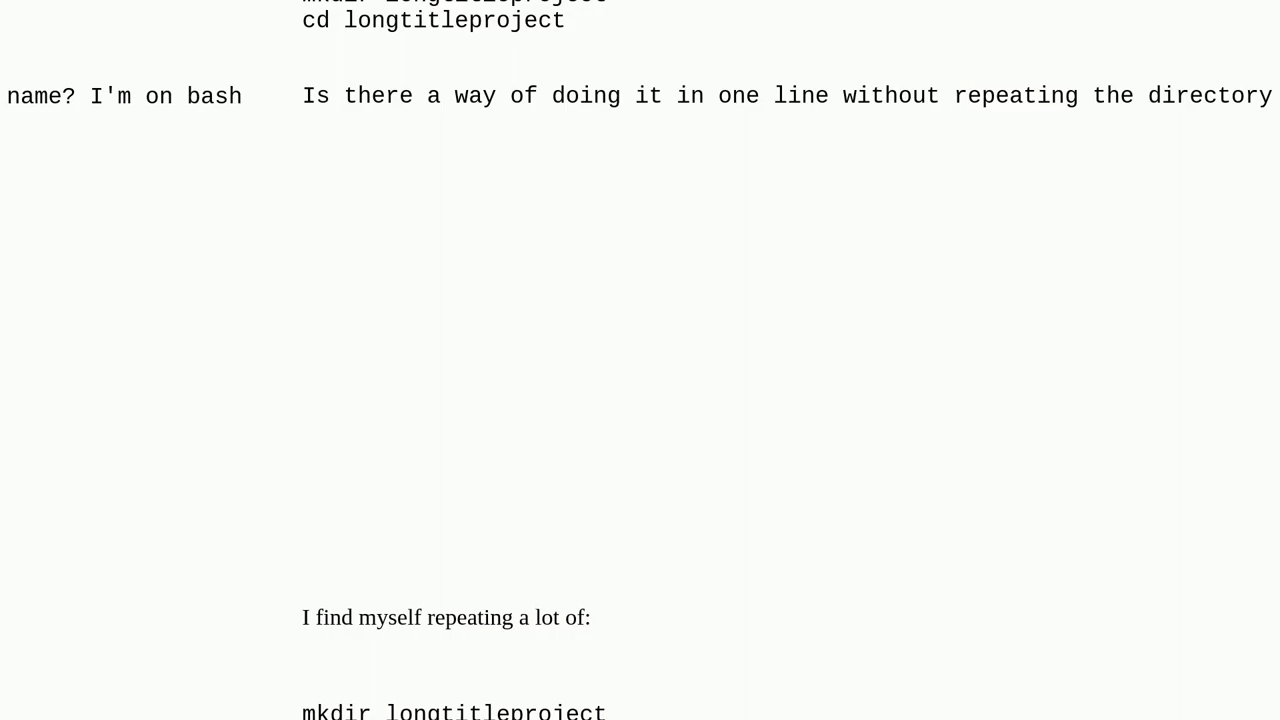 cd longtitleproject
name? I'm on bash Is there a way of doing it in one line without repeating the directory
I find myself repeating a lot of:
mkdir longtitleproject